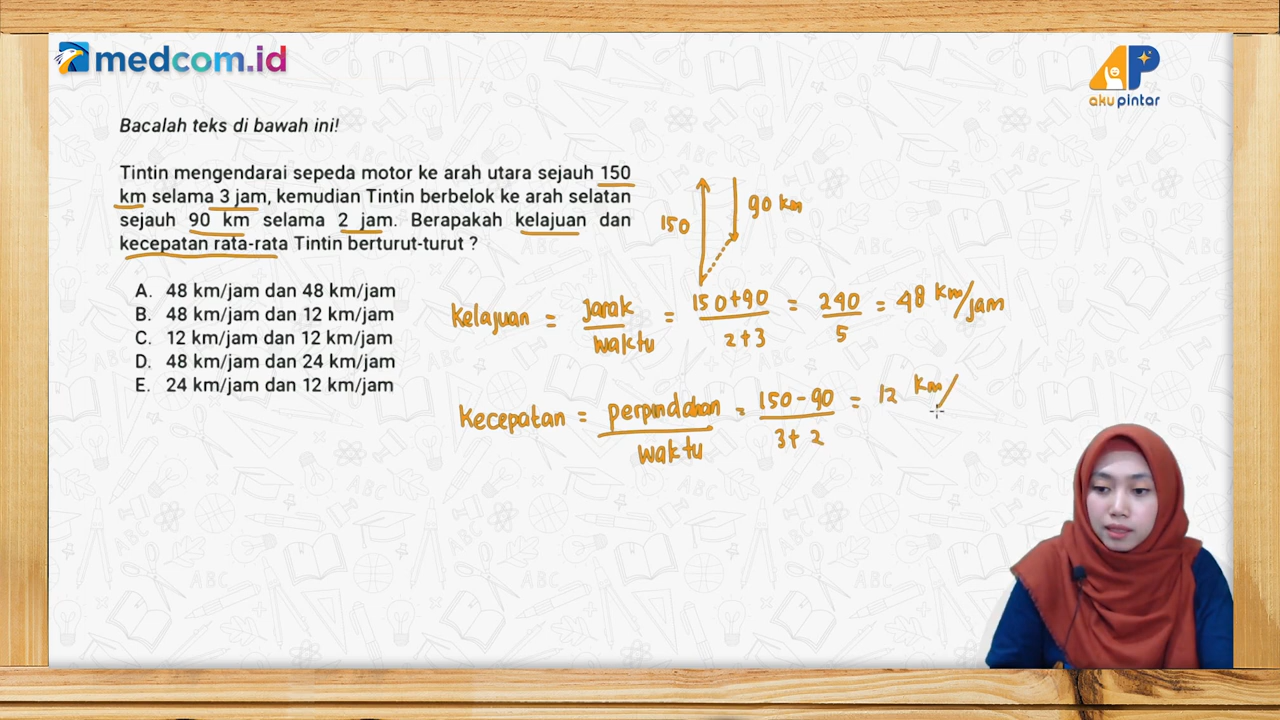 medcom.id
aku pintar
Bacalah teks di bawah ini!
Tintin mengendarai sepeda motor ke arah utara sejauh 150
km selama 3 jam, kemudian Tintin berbelok ke arah selatan
sejauh 90 km selama 2 jam. Berapakah kelajuan dan
kecepatan rata-rata Tintin berturut-turut ?
A. 48 km/jam dan 48 km/jam
B. 48 km/jam dan 12 km/jam
C. 12 km/jam dan 12 km/jam
D. 48 km/jam dan 24 km/jam
E. 24 km/jam dan 12 km/jam
150
90 km
Kelajuan = jarak / waktu = 150+90 / 2+3 = 240 / 5 = 48 km/jam
Kecepatan = perpindahan / waktu = 150-90 / 3+2 = 12 km/